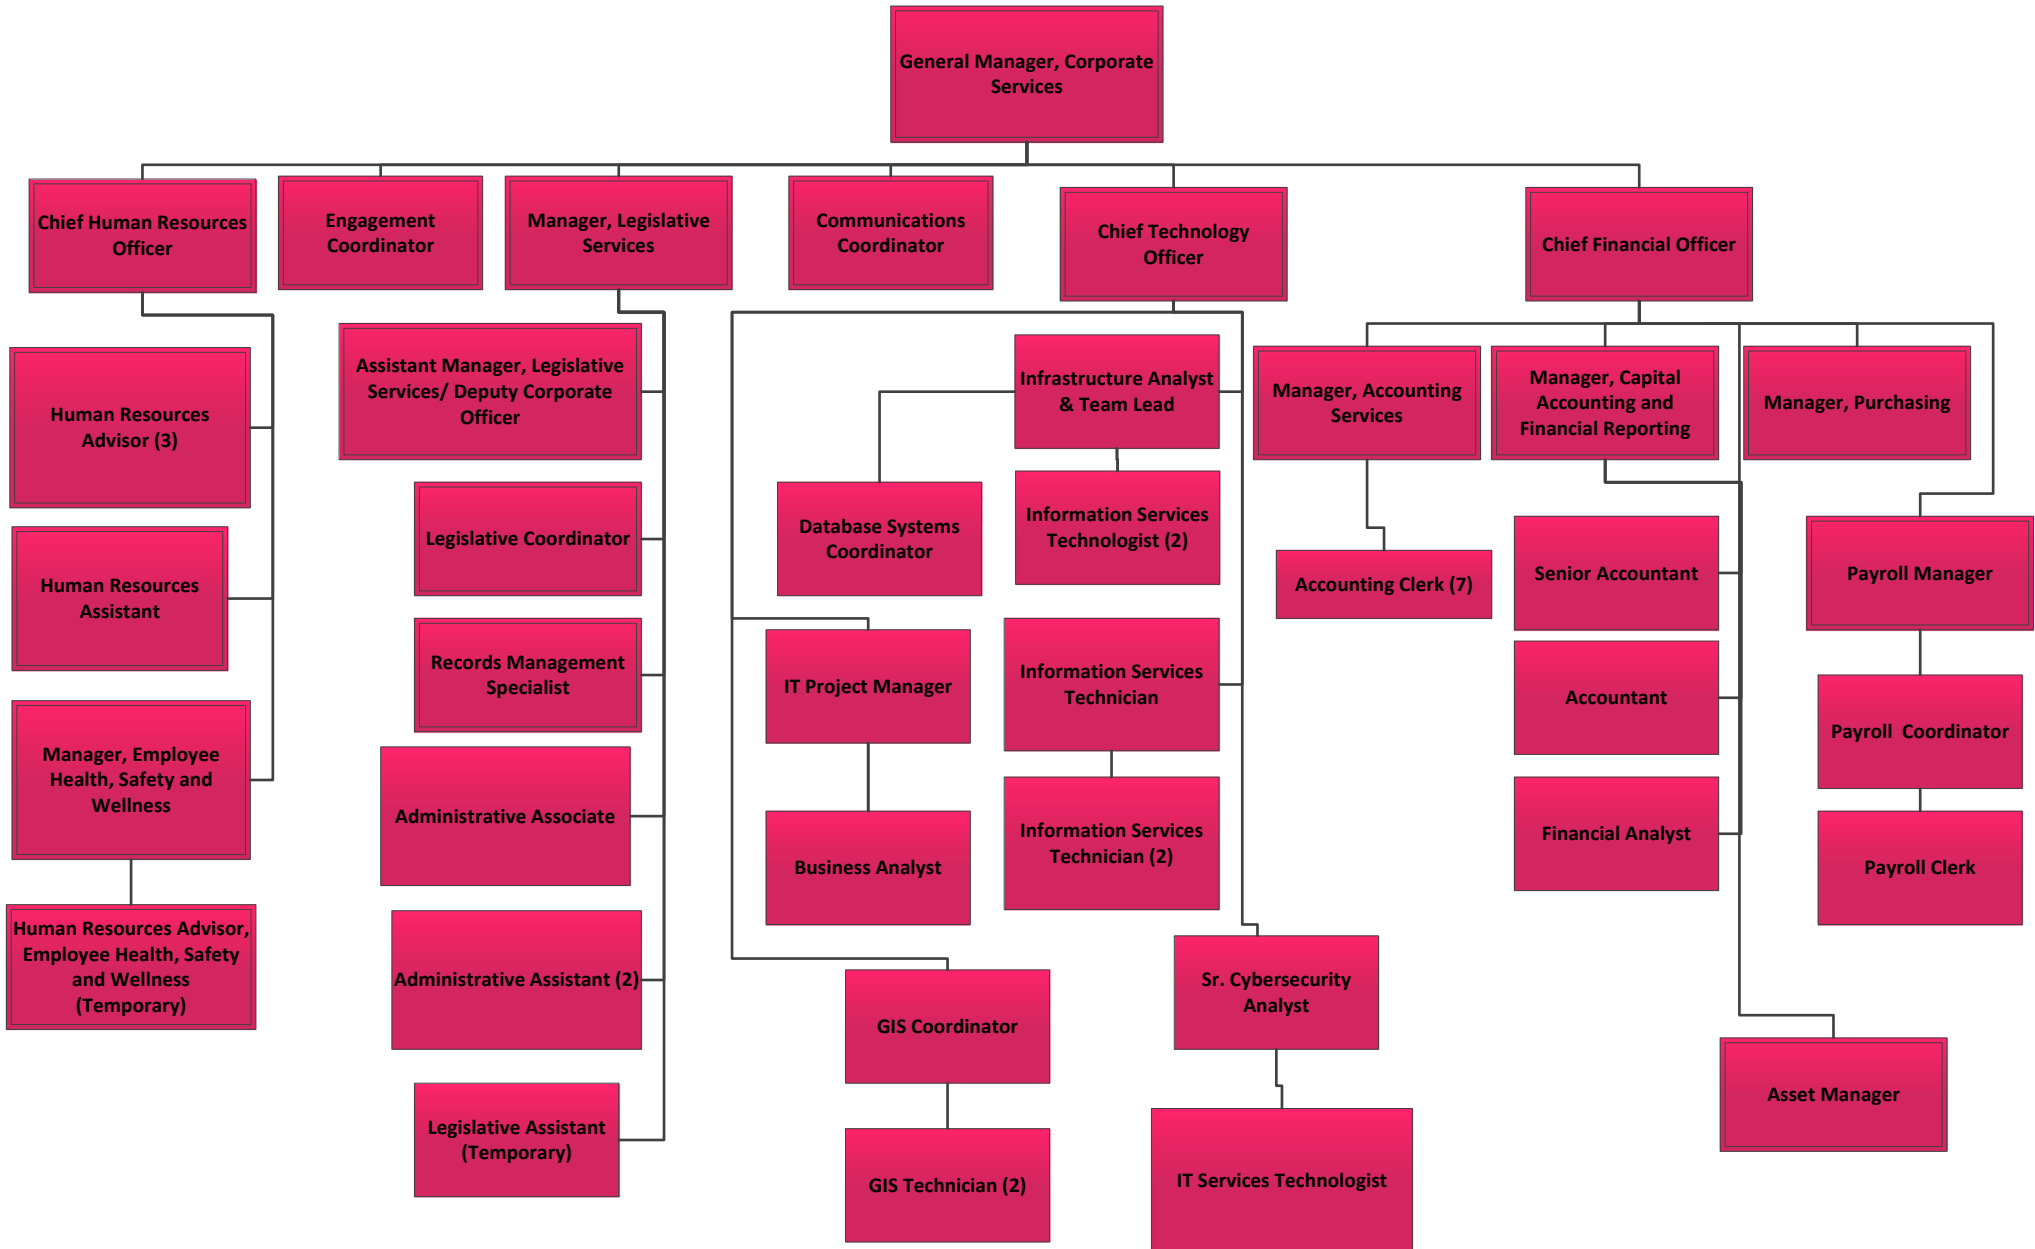 General Manager, Corporate
Services
Chief Human Resources
Officer
Engagement
Coordinator
Manager, Legislative
Services
Communications
Coordinator
Chief Technology
Officer
Chief Financial Officer
Human Resources
Advisor (3)
Human Resources
Assistant
Manager, Employee
Health, Safety and
Wellness
Human Resources Advisor,
Employee Health, Safety
and Wellness
(Temporary)
Assistant Manager, Legislative
Services/ Deputy Corporate
Officer
Legislative Coordinator
Records Management
Specialist
Administrative Associate
Administrative Assistant (2)
Legislative Assistant
(Temporary)
Infrastructure Analyst
& Team Lead
Database Systems
Coordinator
Information Services
Technologist (2)
IT Project Manager
Business Analyst
Information Services
Technician
Information Services
Technician (2)
GIS Coordinator
GIS Technician (2)
Sr. Cybersecurity
Analyst
IT Services Technologist
Manager, Accounting
Services
Accounting Clerk (7)
Manager, Capital
Accounting and
Financial Reporting
Senior Accountant
Accountant
Financial Analyst
Manager, Purchasing
Payroll Manager
Payroll  Coordinator
Payroll Clerk
Asset Manager